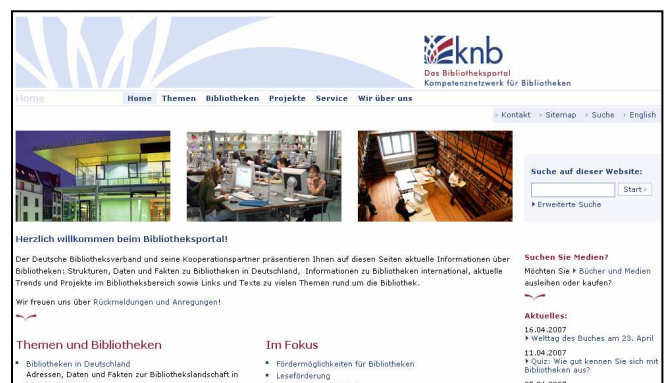 knb
Das Bibliotheksportal
Kompetenznetzwerk für Bibliotheken
Home
Home Themen Bibliotheken Projekte Service Wir über uns
Kontakt Sitemap Suche English
Suche auf dieser Website:
Start
Erweiterte Suche
Herzlich willkommen beim Bibliotheksportal!
Der Deutsche Bibliotheksverband und seine Kooperationspartner präsentieren Ihnen auf diesen Seiten aktuelle Informationen über
Bibliotheken: Strukturen, Daten und Fakten zu Bibliotheken in Deutschland, Informationen zu Bibliotheken international, aktuelle
Trends und Projekte im Bibliotheksbereich sowie Links und Texte zu vielen Themen rund um die Bibliothek.
Wir freuen uns über Rückmeldungen und Anregungen!
Suchen Sie Medien?
Möchten Sie Bücher und Medien
ausleihen oder kaufen?
Aktuelles:
16.04.2007
Welttag des Buches am 23. April
11.04.2007
Quiz: Wie gut kennen Sie sich mit
Bibliotheken aus?
Themen und Bibliotheken
Bibliotheken in Deutschland
Adressen, Daten und Fakten zur Bibliothekslandschaft in
Im Fokus
Fördermöglichkeiten für Bibliotheken
Leseförderung